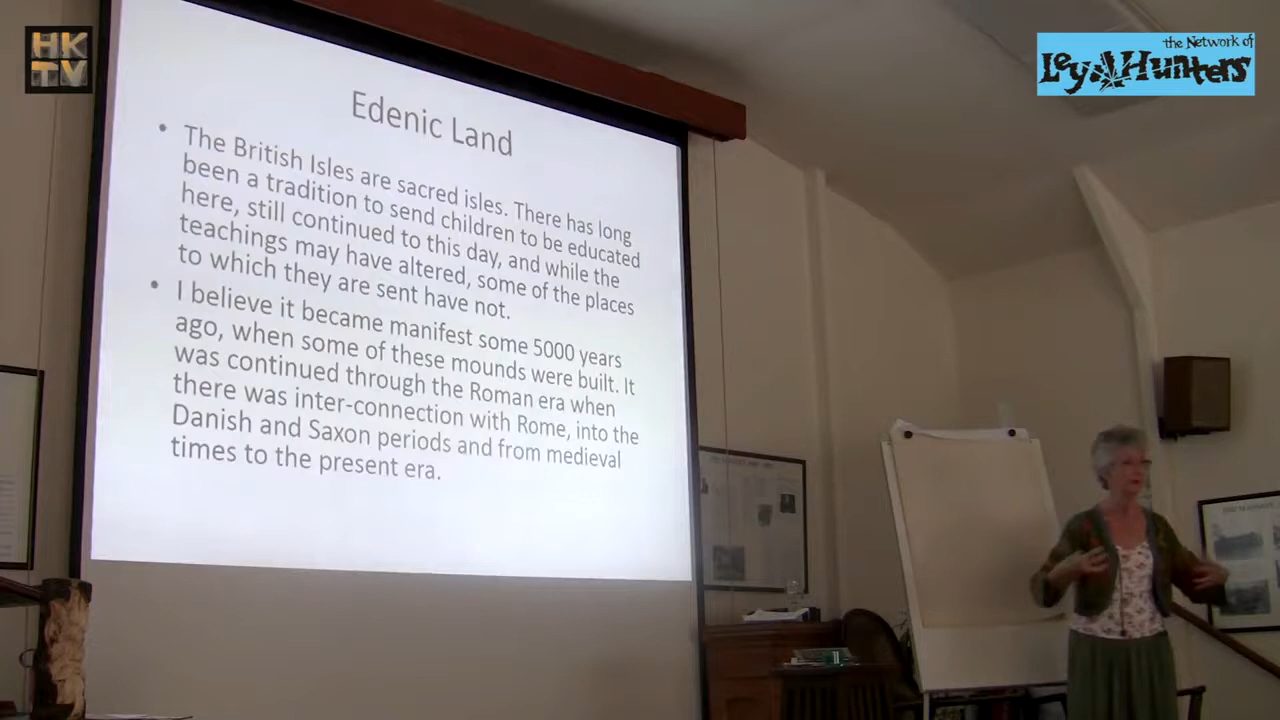 HK
TV
the Network of
Ley Hunters
Edenic Land
• The British Isles are sacred isles. There has long
been a tradition to send children to be educated
here, still continued to this day, and while the
teachings may have altered, some of the places
to which they are sent have not.
• I believe it became manifest some 5000 years
ago, when some of these mounds were built. It
was continued through the Roman era when
there was inter-connection with Rome, into the
Danish and Saxon periods and from medieval
times to the present era.